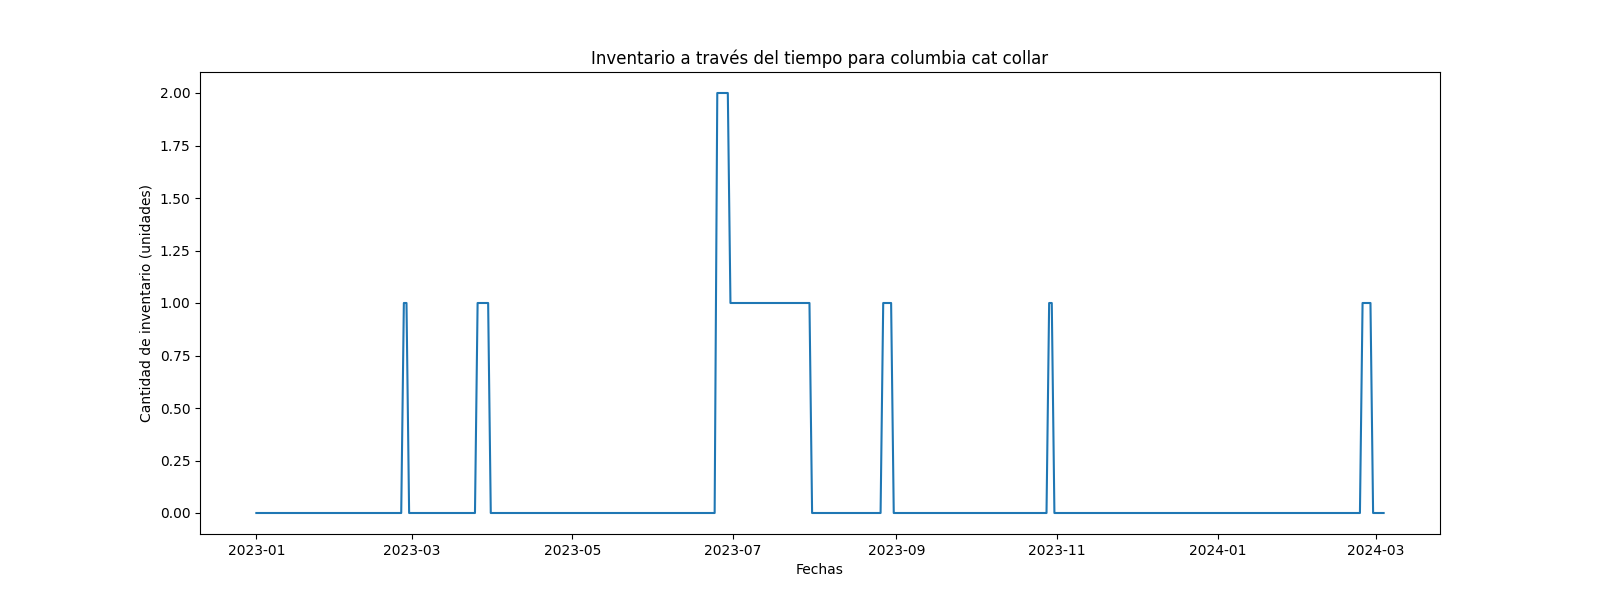 Inventario a través del tiempo para columbia cat collar
Cantidad de inventario (unidades)
2.00
1.75
1.50
1.25
1.00
0.75
0.50
0.25
0.00
2023-01 2023-03 2023-05 2023-07 2023-09 2023-11 2024-01 2024-03
Fechas